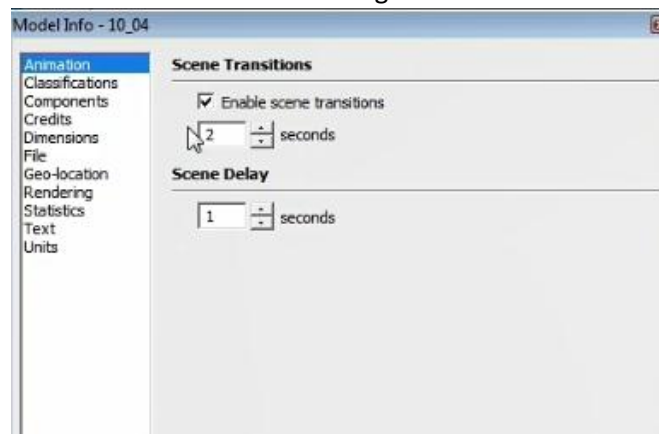 Model Info - 10_04
Animation
Classifications
Components
Credits
Dimensions
File
Geo-location
Rendering
Statistics
Text
Units
Scene Transitions
Enable scene transitions
2 seconds
Scene Delay
1 seconds